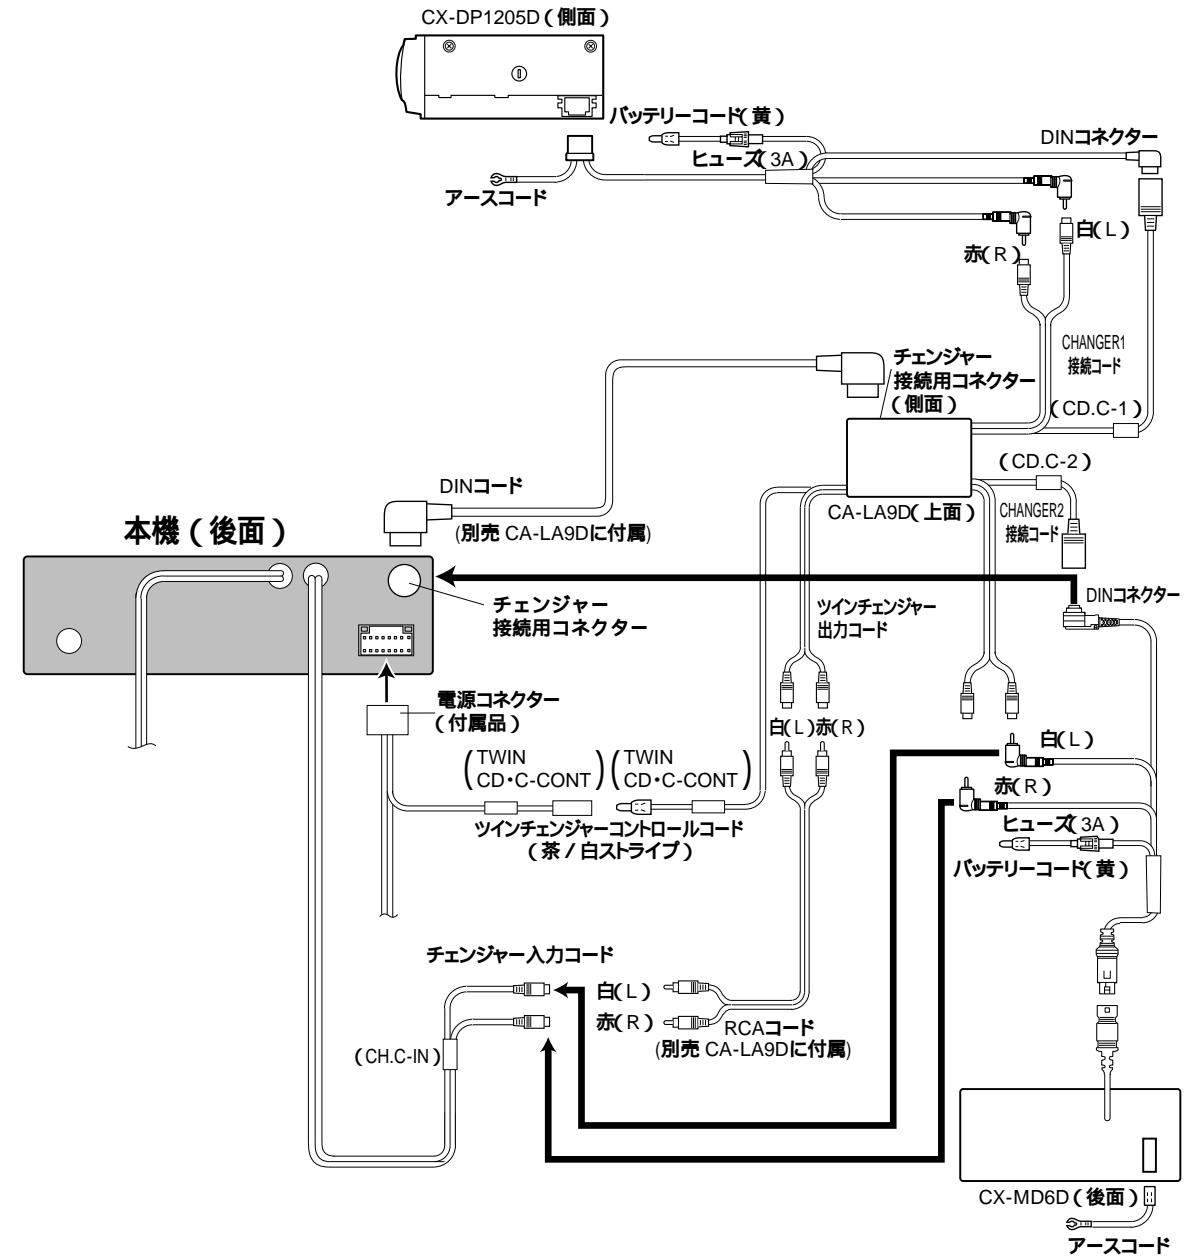 CX-DP1205D(側面)
バッテリーコード(黄)
ヒューズ(3A)
DINコネクター
アースコード
白(L)
赤(R)
チェンジャー
接続用コネクター
(側面)
CHANGER1
接続コード
(CD.C-1)
(CD.C-2)
DINコード
(別売 CA-LA9Dに付属)
CA-LA9D(上面)
CHANGER2
接続コード
本機(後面)
チェンジャー
接続用コネクター
ツインチェンジャー
出力コード
DINコネクター
電源コネクター
(付属品)
白(L)赤(R)
白(L)
(TWIN
CD・C-CONT)
(TWIN
CD・C-CONT)
赤(R)
ツインチェンジャーコントロールコード
(茶/白ストライプ)
ヒューズ(3A)
バッテリーコード(黄)
チェンジャー入力コード
白(L)
赤(R)
RCAコード
(別売 CA-LA9Dに付属)
(CH.C-IN)
CX-MD6D(後面)
アースコード